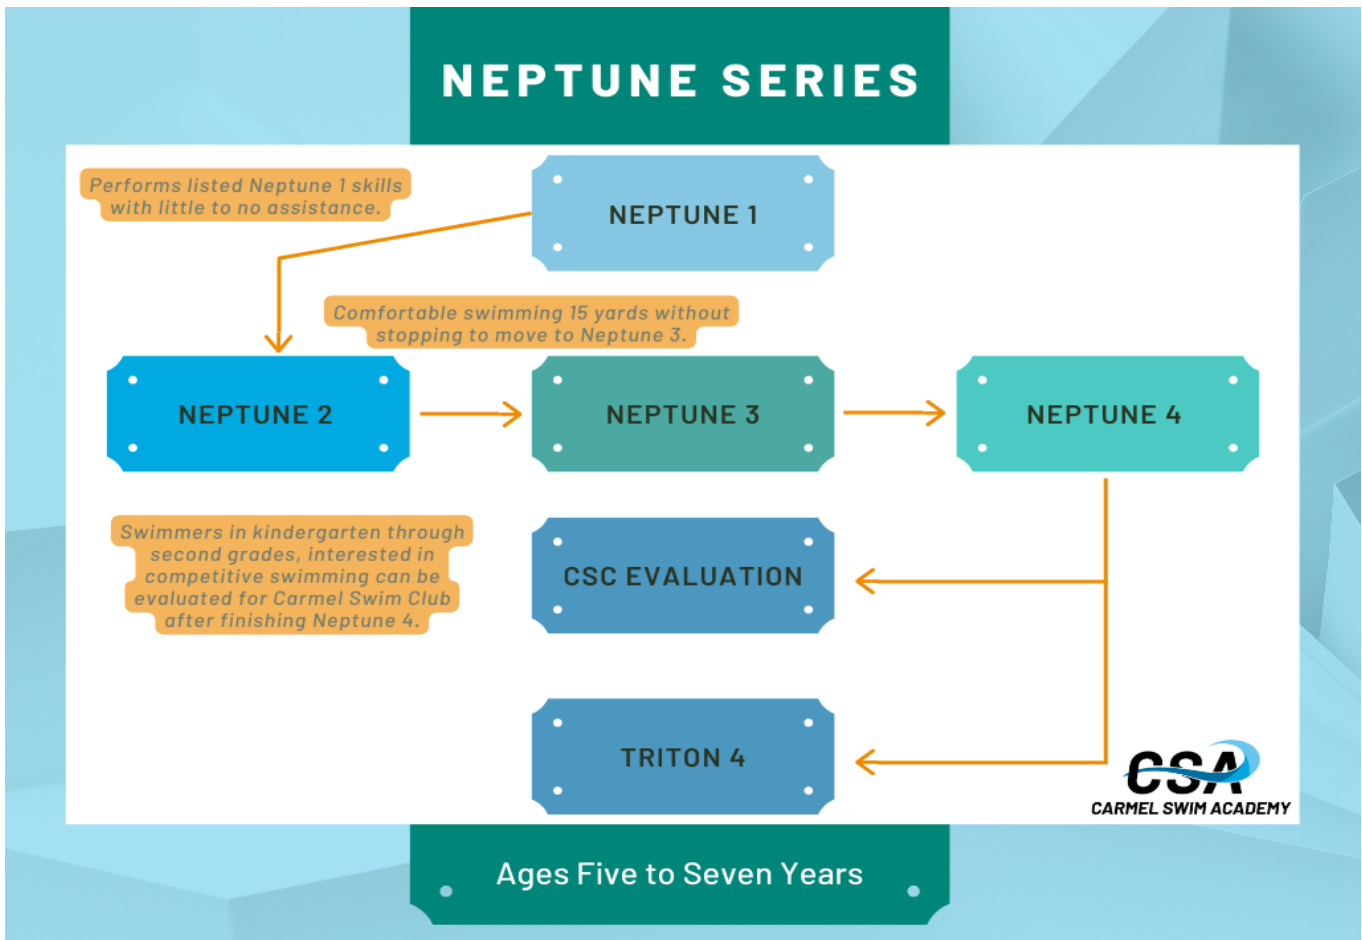 NEPTUNE SERIES
Performs listed Neptune 1 skills
with little to no assistance.
NEPTUNE 1
Comfortable swimming 15 yards without
stopping to move to Neptune 3.
NEPTUNE 2
NEPTUNE 3
NEPTUNE 4
Swimmers in kindergarten through
second grades, interested in
competitive swimming can be
evaluated for Carmel Swim Club
after finishing Neptune 4.
CSC EVALUATION
TRITON 4
CSA
CARMEL SWIM ACADEMY
Ages Five to Seven Years